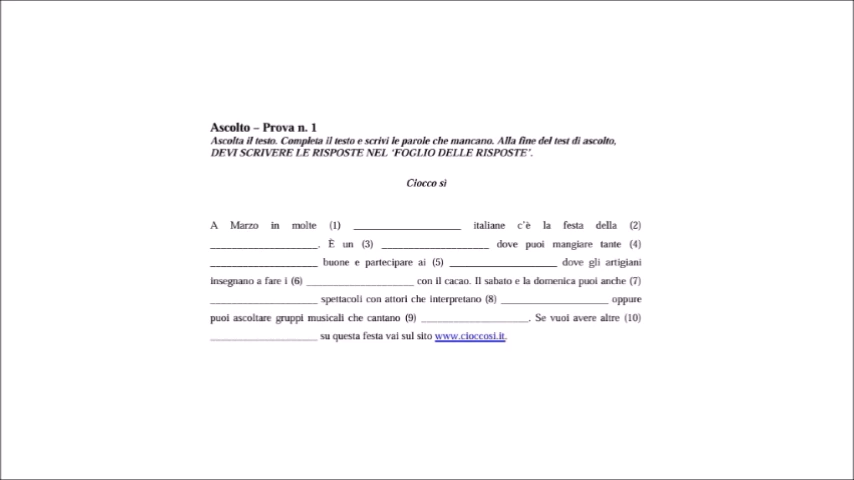 Ascolto – Prova n. 1
Ascolta il testo. Completa il testo e scrivi le parole che mancano. Alla fine del test di ascolto,
DEVI SCRIVERE LE RISPOSTE NEL ‘FOGLIO DELLE RISPOSTE’.
Ciocco sì
A Marzo in molte (1) ____________________ italiane c’è la festa della (2)
____________________. È un (3) ____________________ dove puoi mangiare tante (4)
____________________ buone e partecipare ai (5) ____________________ dove gli artigiani
insegnano a fare i (6) ____________________ con il cacao. Il sabato e la domenica puoi anche (7)
____________________ spettacoli con attori che interpretano (8) ____________________ oppure
puoi ascoltare gruppi musicali che cantano (9) ____________________. Se vuoi avere altre (10)
____________________ su questa festa vai sul sito www.cioccosi.it.